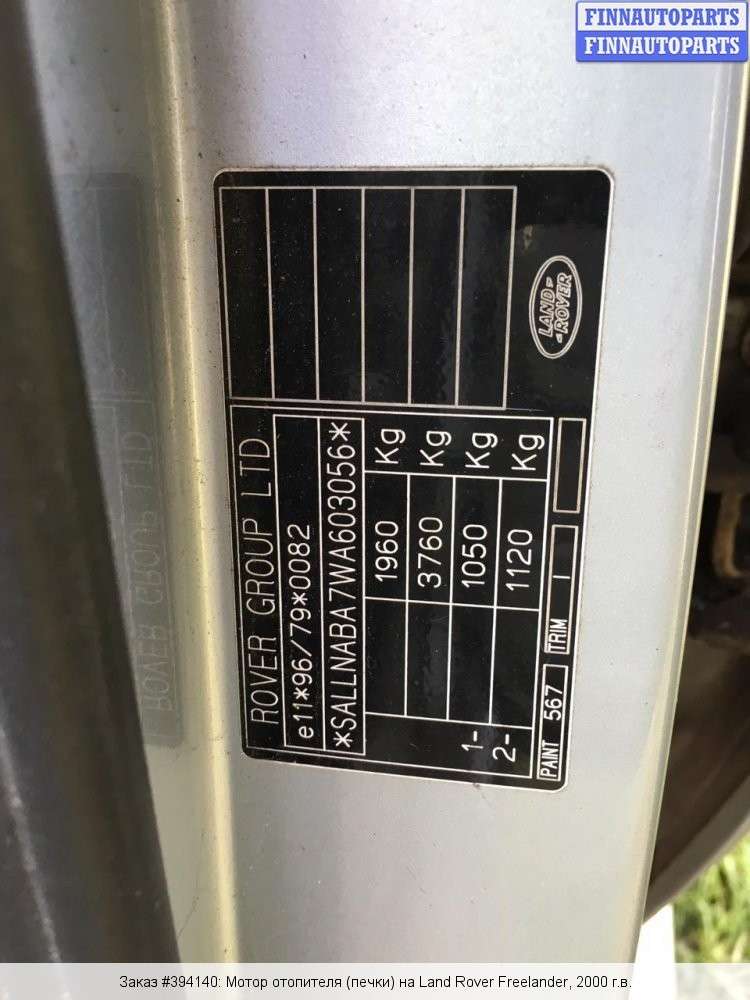 FINNAUTOPARTS
FINNAUTOPARTS
LAND
ROVER
ROVER GROUP LTD
e11*96/79*0082
*SALLNABA7WA603056*
1960 Kg
3760 Kg
1- 1050 Kg
2- 1120 Kg
PAINT 567 TRIM I
ROVER GROUP LTD
Заказ #394140: Мотор отопителя (печки) на Land Rover Freelander, 2000 г.в.